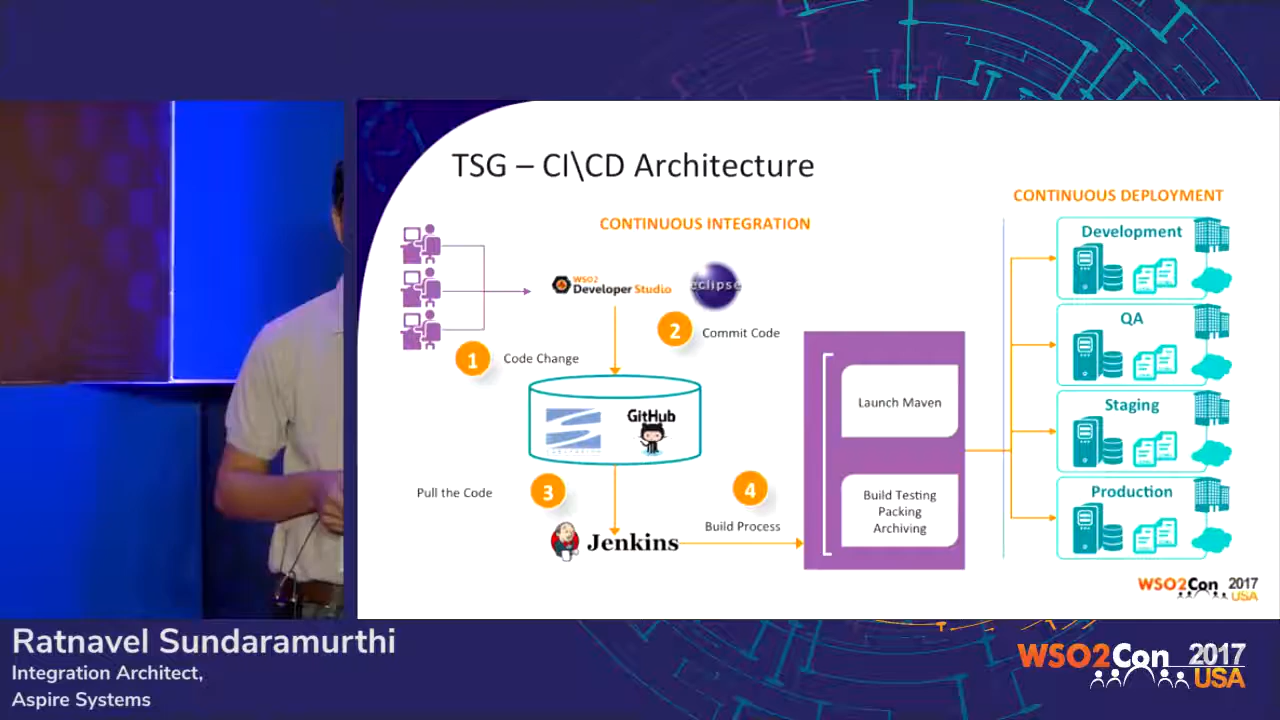 TSG – CI\CD Architecture
CONTINUOUS INTEGRATION
CONTINUOUS DEPLOYMENT
WSO2
Developer Studio
eclipse
1
Code Change
2
Commit Code
GitHub
3
Pull the Code
Jenkins
4
Build Process
Launch Maven
Build Testing
Packing
Archiving
Development
QA
Staging
Production
WSO2Con 2017
USA
Ratnavel Sundaramurthi
Integration Architect,
Aspire Systems
WSO2Con 2017
USA